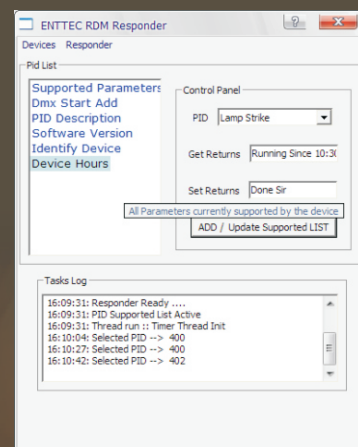 ENTTEC RDM Responder
Devices Responder
Pid List
Supported Parameters
Dmx Start Add
PID Description
Software Version
Identify Device
Device Hours
Control Panel
PID Lamp Strike
Get Returns Running Since 10:30
Set Returns Done Sir
All Parameters currently supported by the device
ADD / Update Supported LIST
Tasks Log
16:09:31: Responder Ready ....
16:09:31: PID Supported List Active
16:09:31: Thread run :: Timer Thread Init
16:10:04: Selected PID --> 400
16:10:27: Selected PID --> 400
16:10:42: Selected PID --> 402